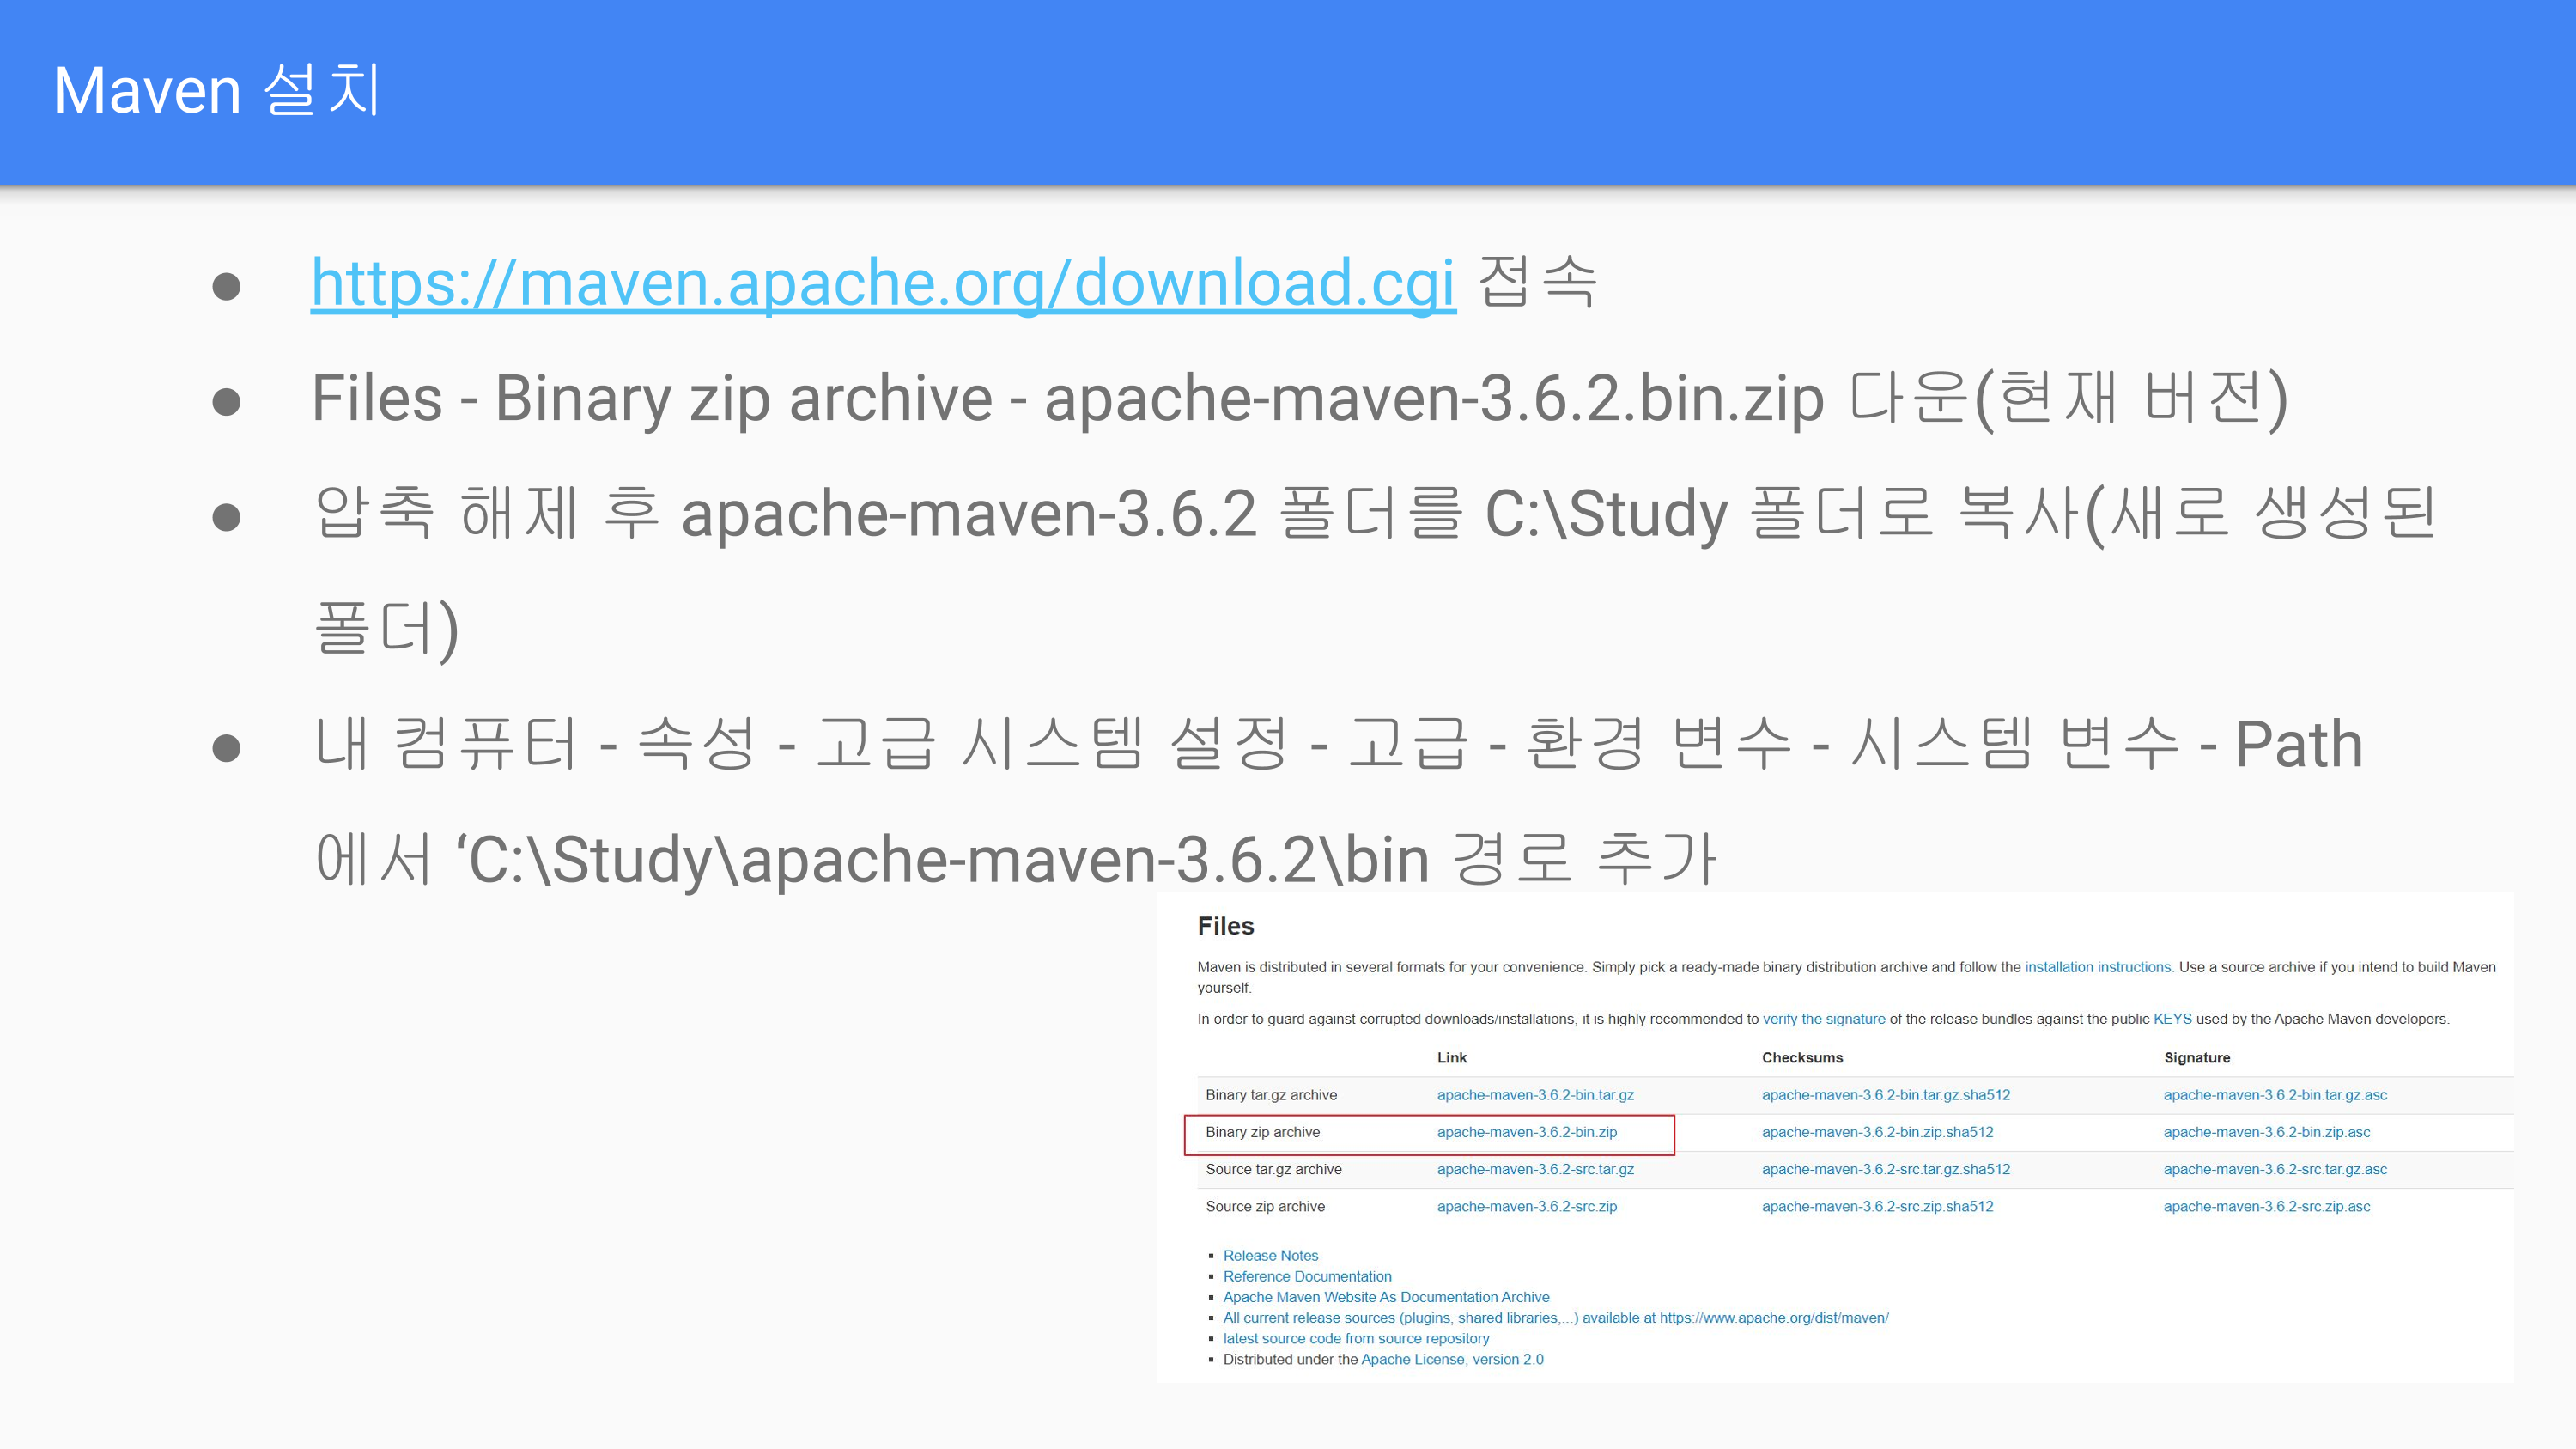 Maven 설치
● https://maven.apache.org/download.cgi 접속
● Files - Binary zip archive - apache-maven-3.6.2.bin.zip 다운(현재 버전)
● 압축 해제 후 apache-maven-3.6.2 폴더를 C:\Study 폴더로 복사(새로 생성된
폴더)
● 내 컴퓨터 - 속성 - 고급 시스템 설정 - 고급 - 환경 변수 - 시스템 변수 - Path
에서 ‘C:\Study\apache-maven-3.6.2\bin 경로 추가
Files
Maven is distributed in several formats for your convenience. Simply pick a ready-made binary distribution archive and follow the installation instructions. Use a source archive if you intend to build Maven
yourself.
In order to guard against corrupted downloads/installations, it is highly recommended to verify the signature of the release bundles against the public KEYS used by the Apache Maven developers.
Link Checksums Signature
Binary tar.gz archive apache-maven-3.6.2-bin.tar.gz apache-maven-3.6.2-bin.tar.gz.sha512 apache-maven-3.6.2-bin.tar.gz.asc
Binary zip archive apache-maven-3.6.2-bin.zip apache-maven-3.6.2-bin.zip.sha512 apache-maven-3.6.2-bin.zip.asc
Source tar.gz archive apache-maven-3.6.2-src.tar.gz apache-maven-3.6.2-src.tar.gz.sha512 apache-maven-3.6.2-src.tar.gz.asc
Source zip archive apache-maven-3.6.2-src.zip apache-maven-3.6.2-src.zip.sha512 apache-maven-3.6.2-src.zip.asc
▪ Release Notes
▪ Reference Documentation
▪ Apache Maven Website As Documentation Archive
▪ All current release sources (plugins, shared libraries,...) available at https://www.apache.org/dist/maven/
▪ latest source code from source repository
▪ Distributed under the Apache License, version 2.0